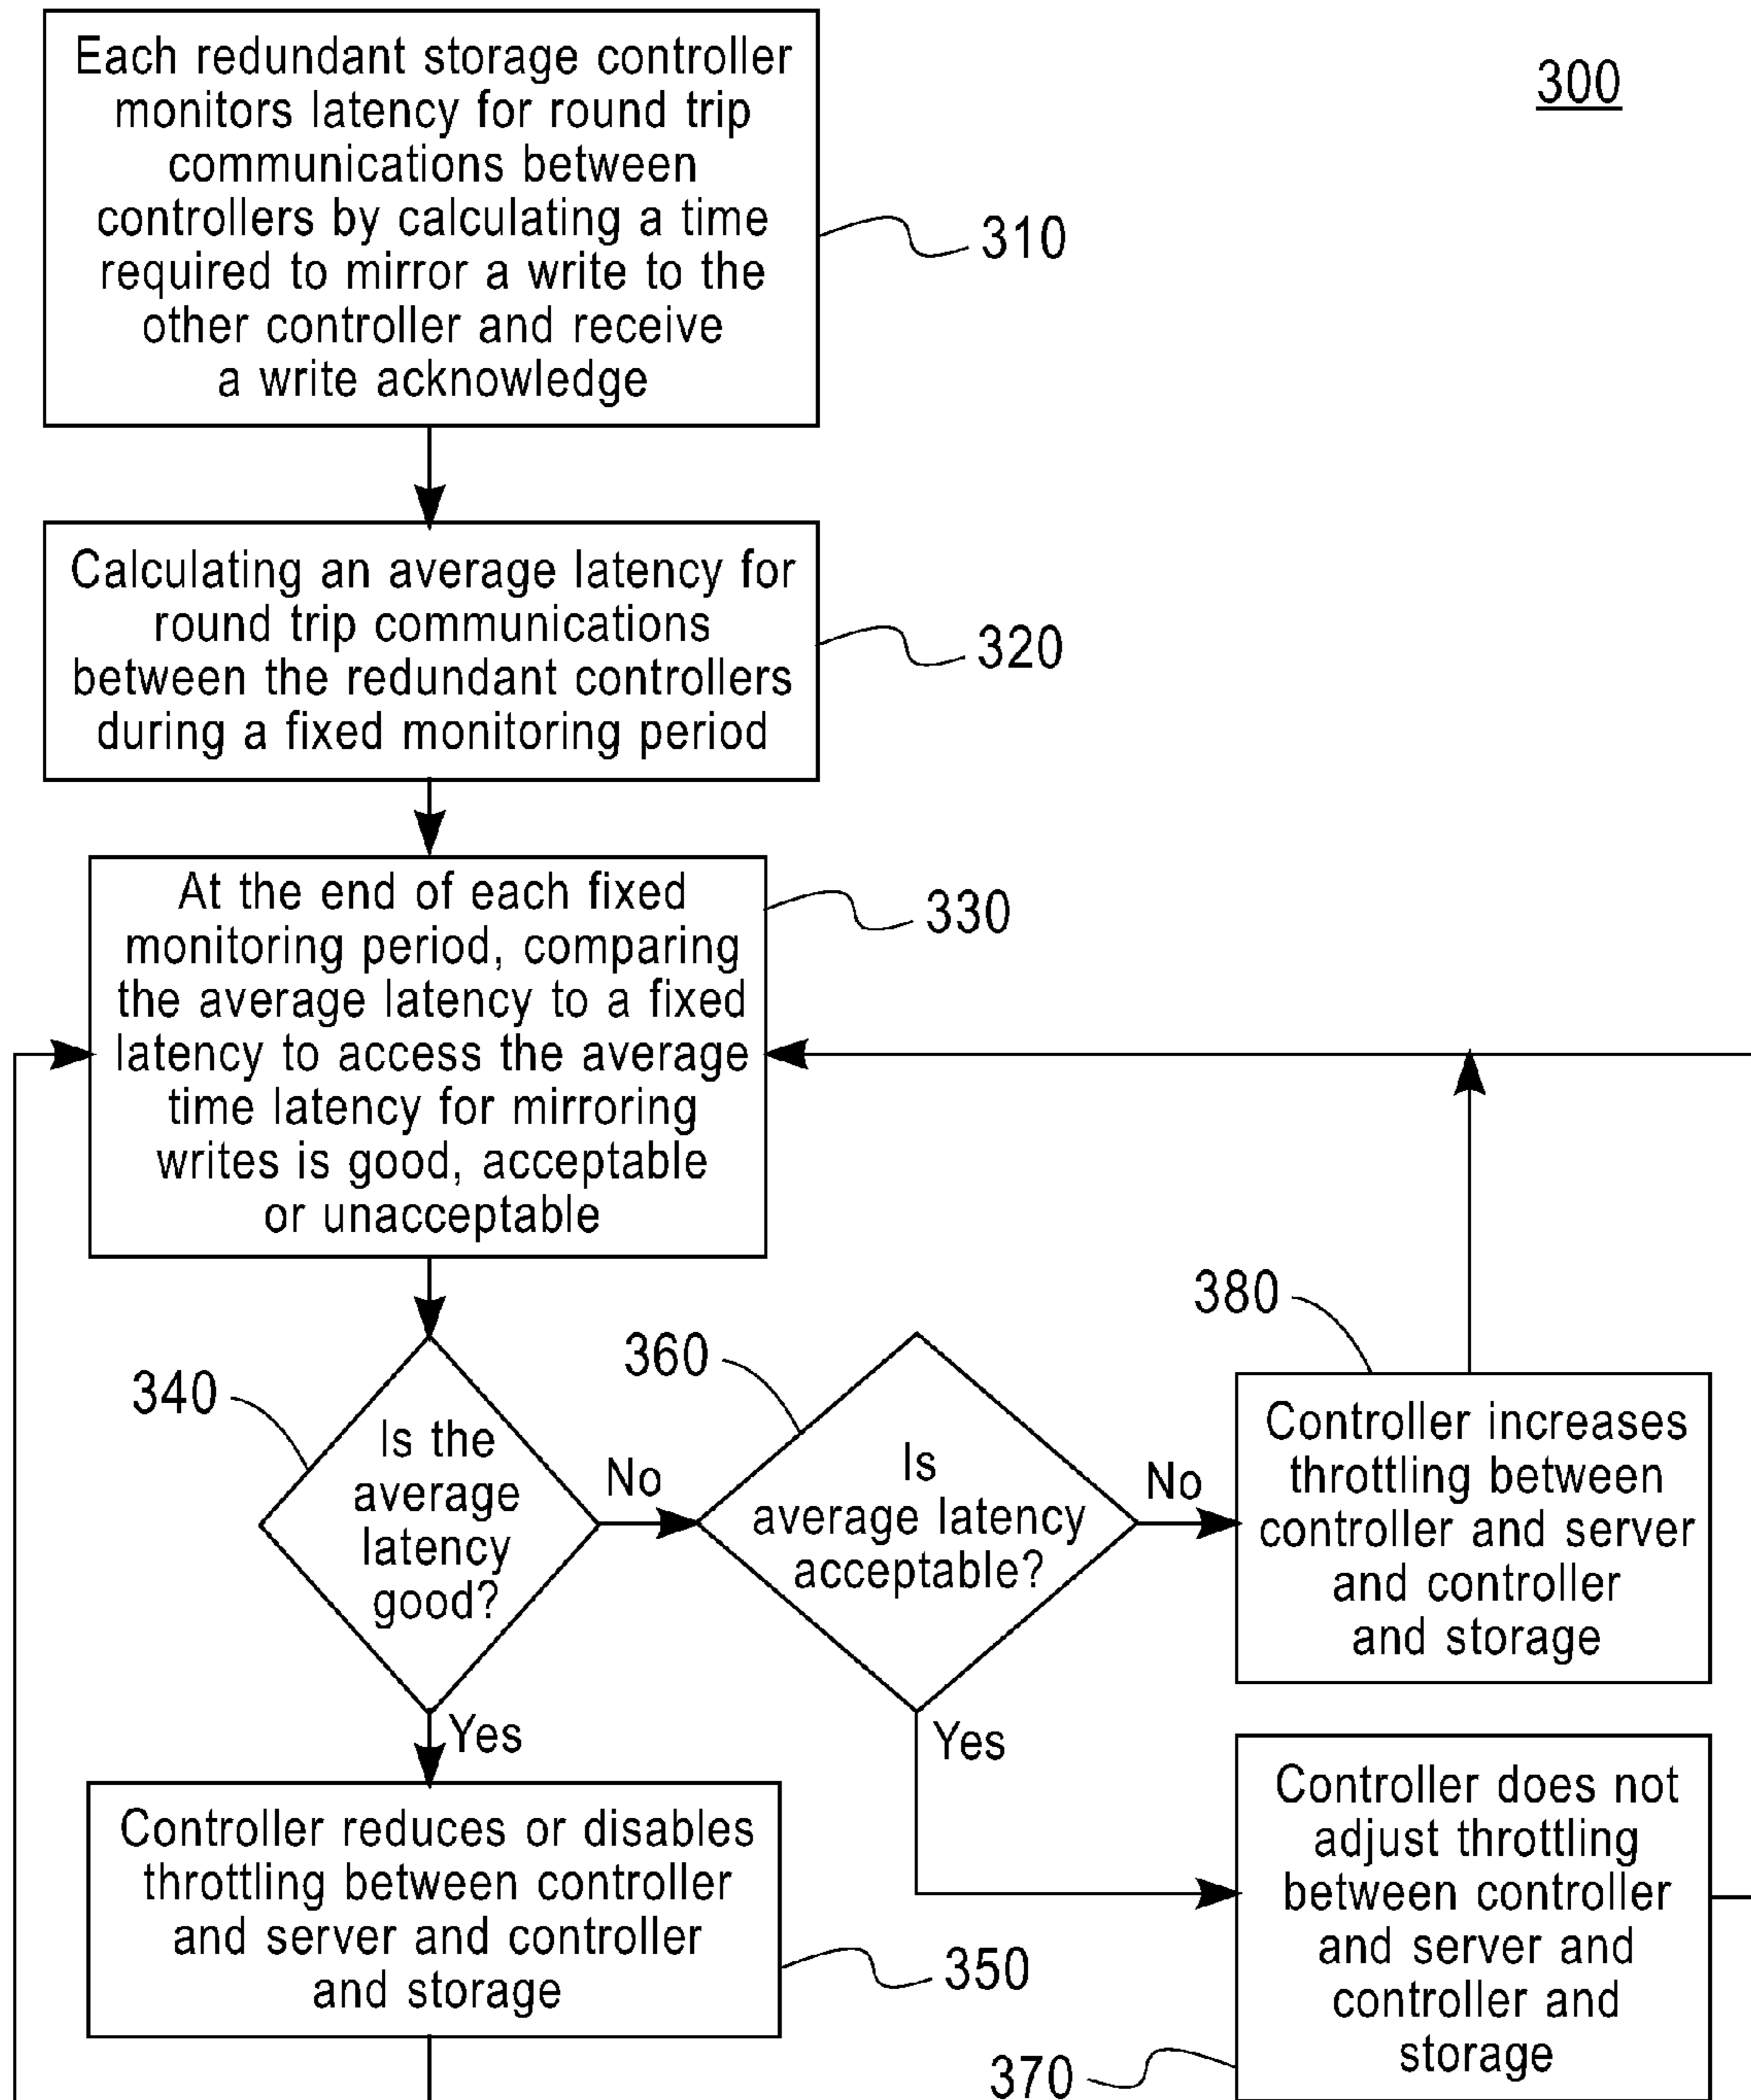 Each redundant storage controller
monitors latency for round trip
communications between
controllers by calculating a time
required to mirror a write to the
other controller and receive
a write acknowledge
300
310
Calculating an average latency for
round trip communications
between the redundant controllers
during a fixed monitoring period
320
At the end of each fixed
monitoring period, comparing
the average latency to a fixed
latency to access the average
time latency for mirroring
writes is good, acceptable
or unacceptable
330
340
Is the
average
latency
good?
No
Yes
360
Is
average latency
acceptable?
No
Yes
380
Controller increases
throttling between
controller and server
and controller
and storage
Controller reduces or disables
throttling between controller
and server and controller
and storage
350
Controller does not
adjust throttling
between controller
and server and
controller and
storage
370